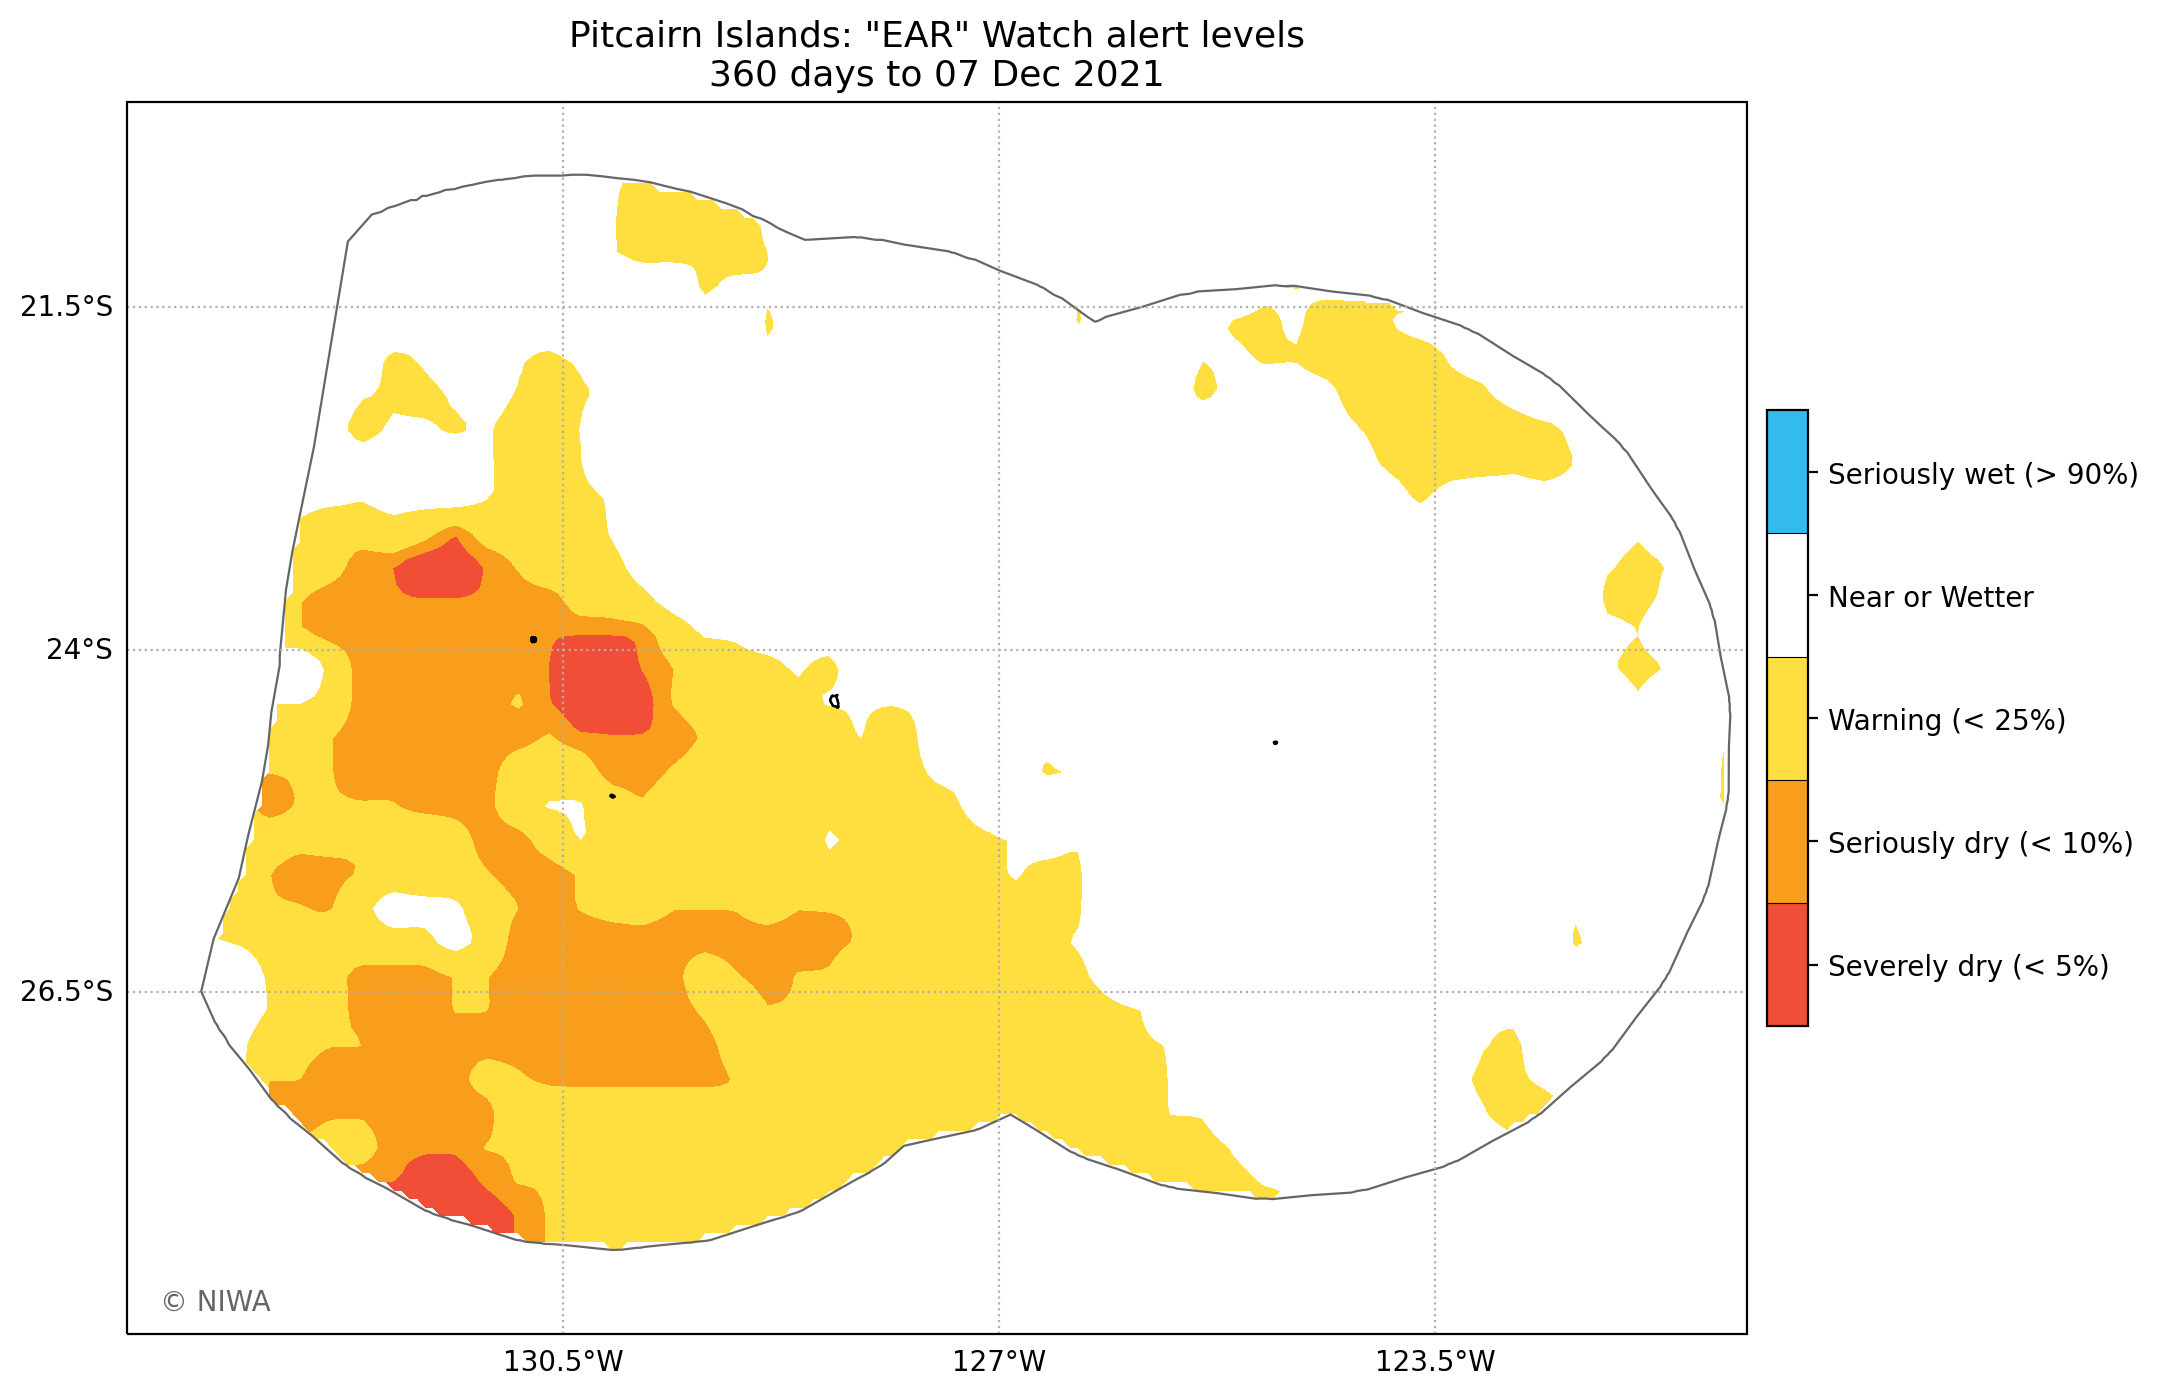 Pitcairn Islands: "EAR" Watch alert levels
360 days to 07 Dec 2021
21.5°S
24°S
26.5°S
130.5°W
127°W
123.5°W
Seriously wet (> 90%)
Near or Wetter
Warning (< 25%)
Seriously dry (< 10%)
Severely dry (< 5%)
© NIWA